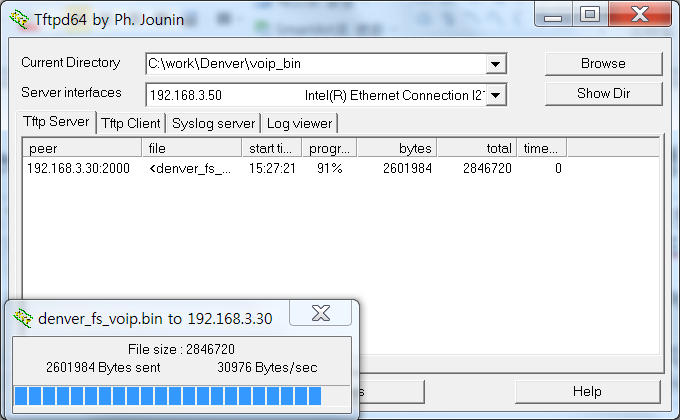 Tftpd64 by Ph. Jounin
Current Directory C:\work\Denver\voip_bin Browse
Server interfaces 192.168.3.50 Intel(R) Ethernet Connection I21 Show Dir
Tftp Server Tftp Client Syslog server Log viewer
peer file start ti... progr... bytes total time...
192.168.3.30:2000 <denver_fs_... 15:27:21 91% 2601984 2846720 0
denver_fs_voip.bin to 192.168.3.30
File size : 2846720
2601984 Bytes sent 30976 Bytes/sec
s Help